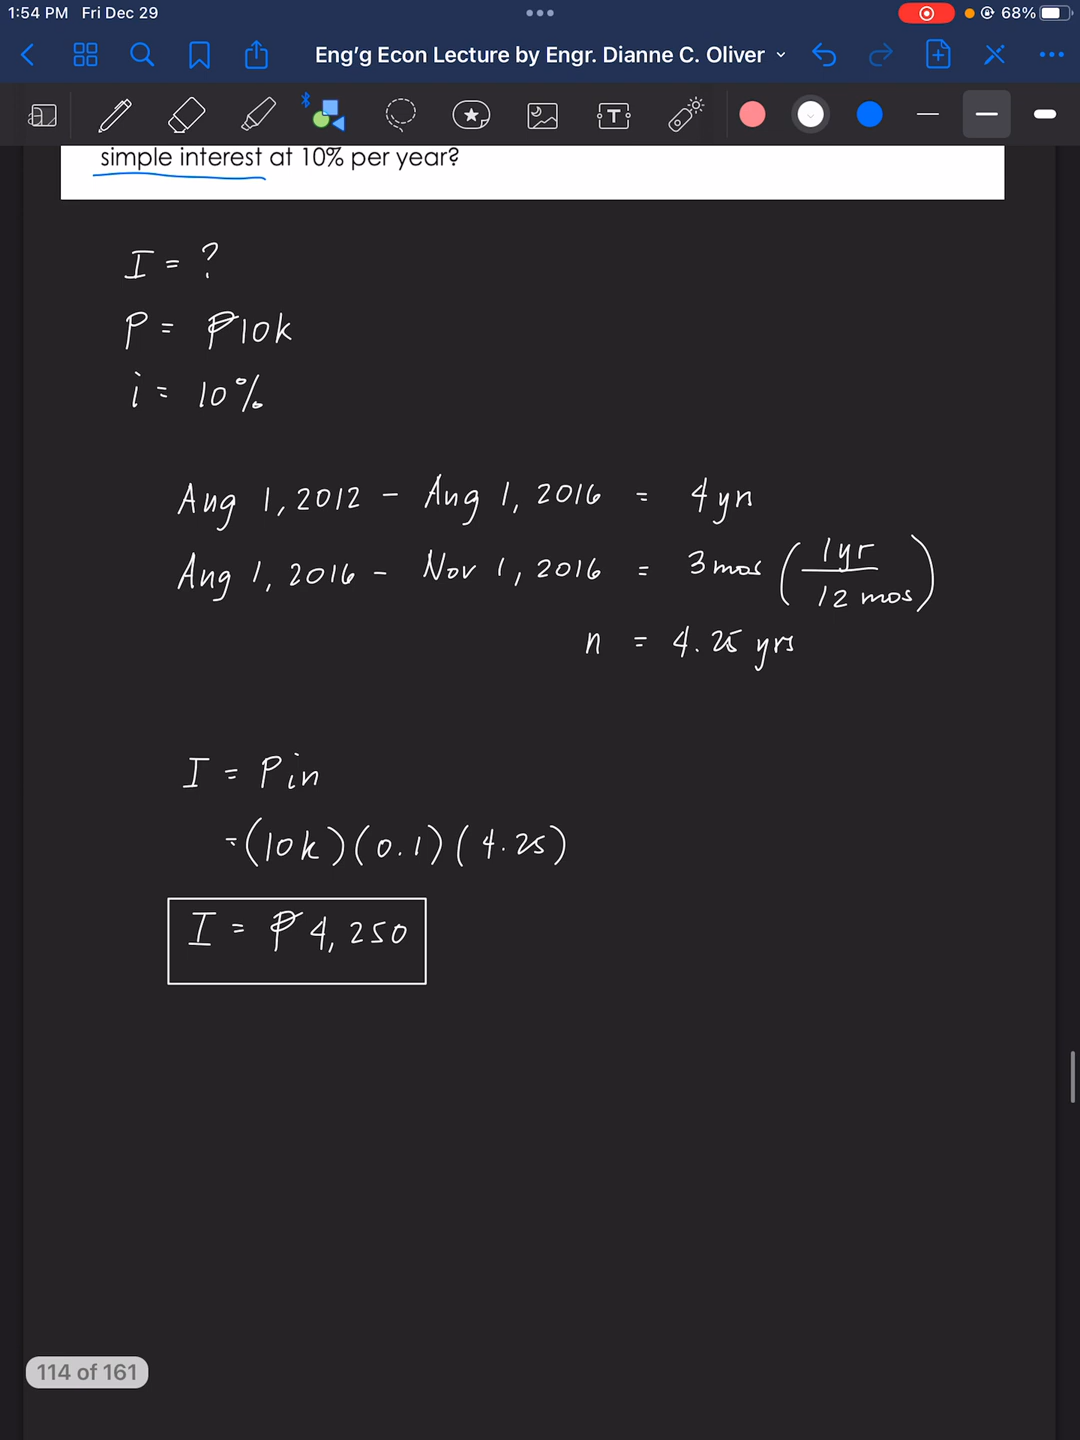 1:54 PM Fri Dec 29
68%
Eng'g Econ Lecture by Engr. Dianne C. Oliver
T
simple interest at 10% per year?
I = ?
P = ₱10k
i = 10%
Aug 1, 2012 - Aug 1, 2016 = 4 yrs
Aug 1, 2016 - Nov 1, 2016 = 3 mos (1yr / 12 mos)
n = 4.25 yrs
I = Pin
= (10k)(0.1)(4.25)
I = ₱4,250
114 of 161